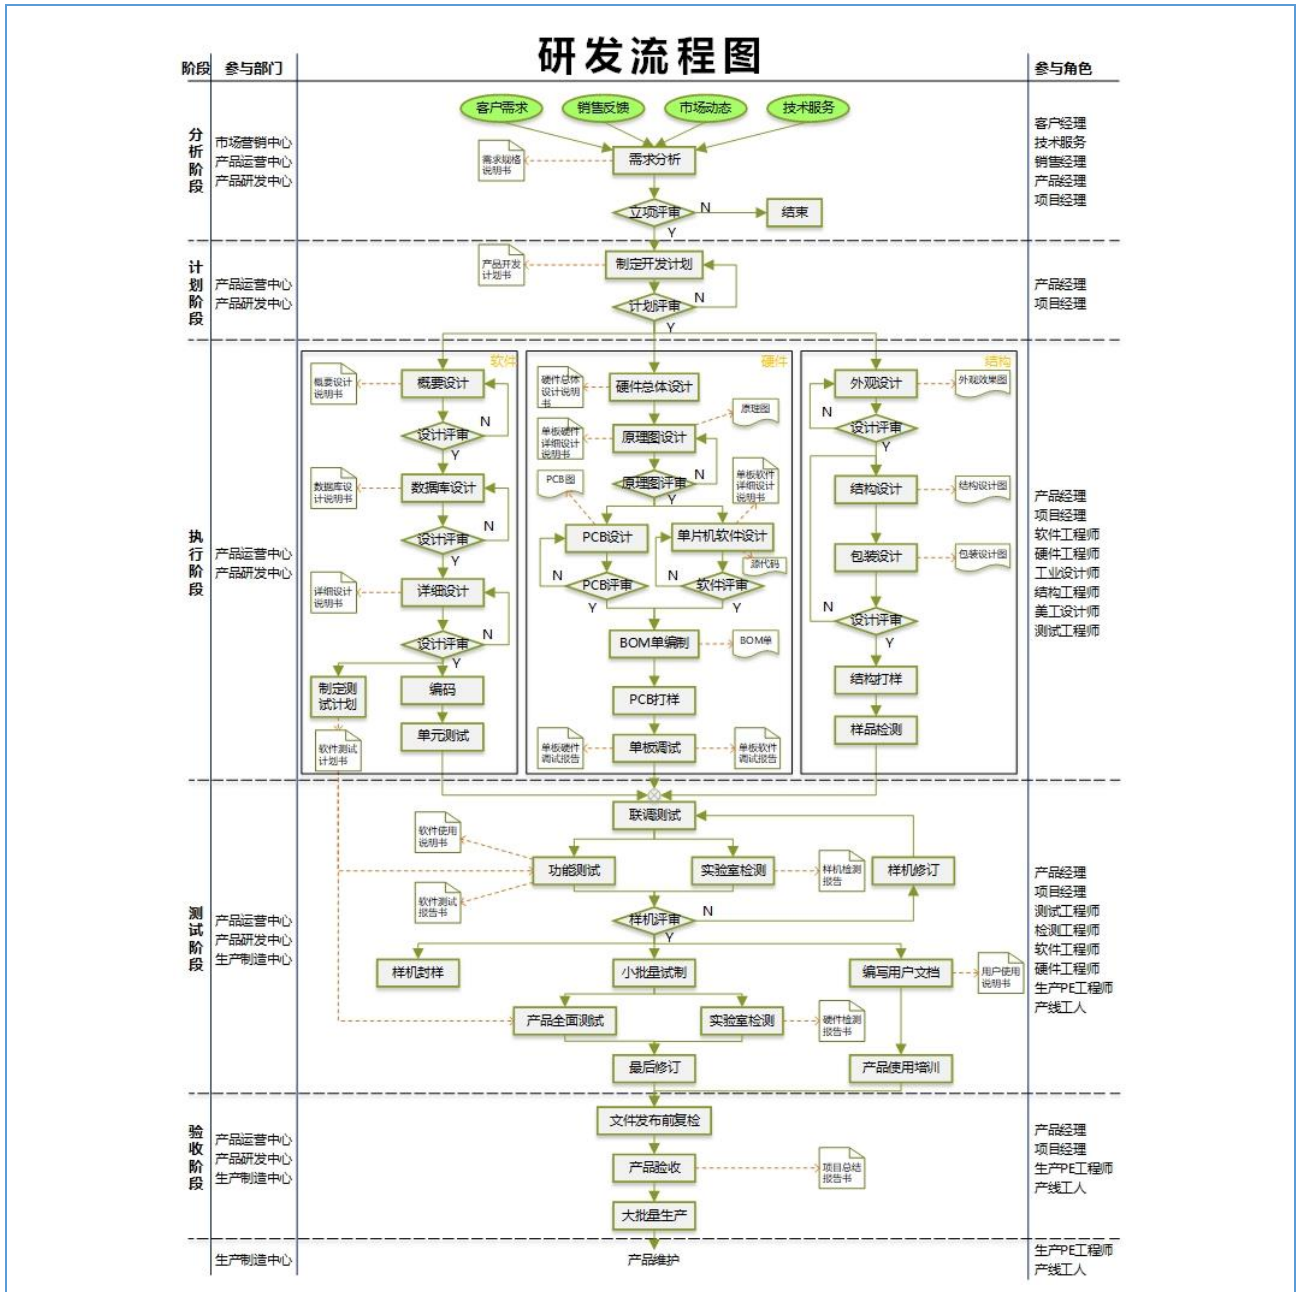 研发流程图
阶段
参与部门
参与角色
分析阶段
市场营销中心
产品运营中心
产品研发中心
客户需求
销售反馈
市场动态
技术服务
需求规格
说明书
需求分析
立项评审
N
结束
Y
客户经理
技术服务
销售经理
产品经理
项目经理
计划阶段
产品运营中心
产品研发中心
产品开发
计划书
制定开发计划
计划评审
N
Y
产品经理
项目经理
执行阶段
产品运营中心
产品研发中心
软件
概要设计
说明书
概要设计
N
设计评审
Y
数据库设
计说明书
数据库设计
N
设计评审
Y
详细设计
说明书
详细设计
N
设计评审
Y
制定测
试计划
编码
软件测试
计划书
单元测试
硬件
硬件总体
设计说明
书
硬件总体设计
原理图
单板硬件
详细设计
说明书
原理图设计
N
原理图评审
Y
PCB图
单板软件
详细设计
说明书
PCB设计
单片机软件设计
源代码
N
PCB评审
Y
N
软件评审
Y
BOM单编制
BOM单
PCB打样
单板硬件
调试报告
单板调试
单板软件
调试报告
结构
外观设计
外观效果图
N
设计评审
Y
结构设计
结构设计图
包装设计
包装设计图
N
设计评审
Y
结构打样
样品检测
产品经理
项目经理
软件工程师
硬件工程师
工业设计师
结构工程师
美工设计师
测试工程师
测试阶段
产品运营中心
产品研发中心
生产制造中心
联调测试
软件使用
说明书
功能测试
实验室检测
样机检测
报告
样机修订
软件测试
报告书
样机评审
N
Y
样机封样
小批量试制
编写用户文档
用户使用
说明书
产品全面测试
实验室检测
硬件检测
报告书
最后修订
产品使用培训
产品经理
项目经理
测试工程师
检测工程师
软件工程师
硬件工程师
生产PE工程师
产线工人
验收阶段
产品运营中心
产品研发中心
生产制造中心
文件发布前复检
产品验收
项目总结
报告书
大批量生产
产品经理
项目经理
生产PE工程师
产线工人
生产制造中心
产品维护
生产PE工程师
产线工人